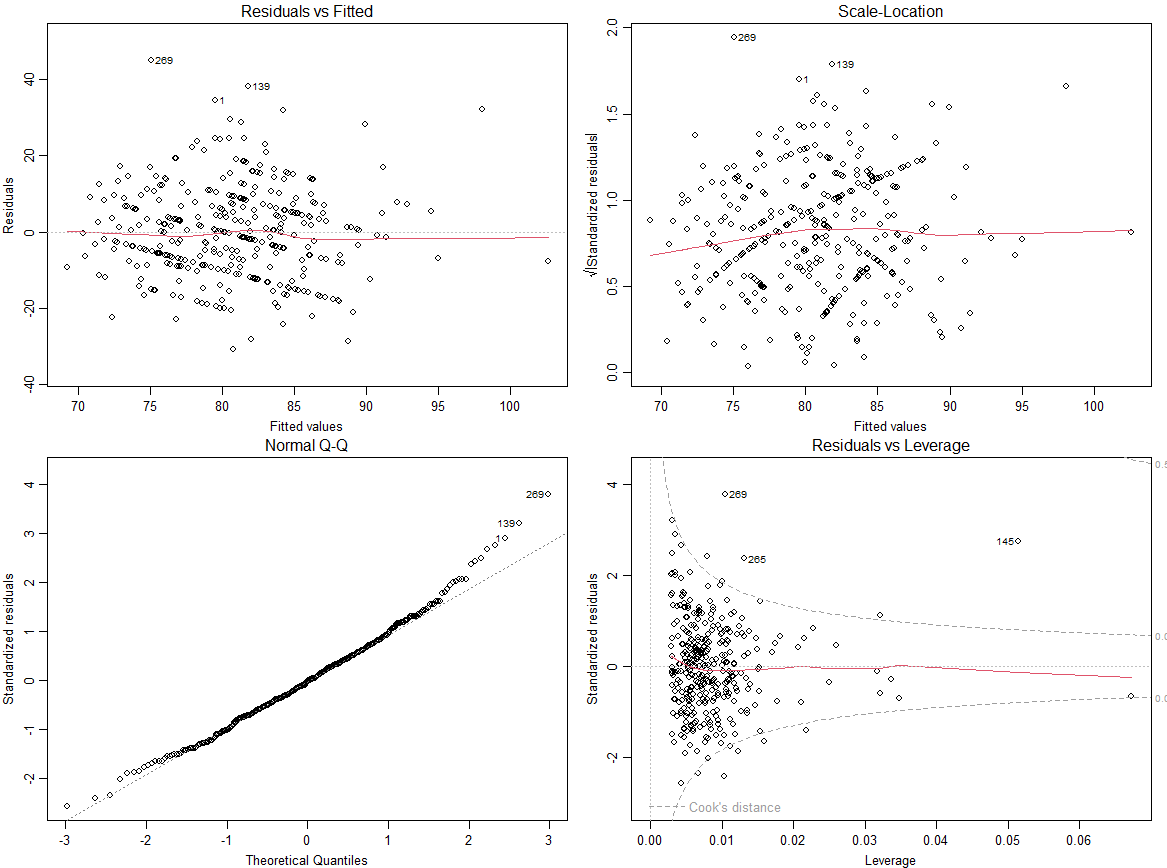 Residuals vs Fitted
Residuals
40
20
0
-20
-40
269
139
1
70 75 80 85 90 95 100
Fitted values
Scale-Location
√|Standardized residuals|
2.0
1.5
1.0
0.5
0.0
269
139
1
70 75 80 85 90 95 100
Fitted values
Normal Q-Q
Standardized residuals
4
3
2
1
0
-1
-2
269
139
1
-3 -2 -1 0 1 2 3
Theoretical Quantiles
Residuals vs Leverage
Standardized residuals
4
2
0
-2
269
265
145
Cook's distance
0.00 0.01 0.02 0.03 0.04 0.05 0.06
Leverage